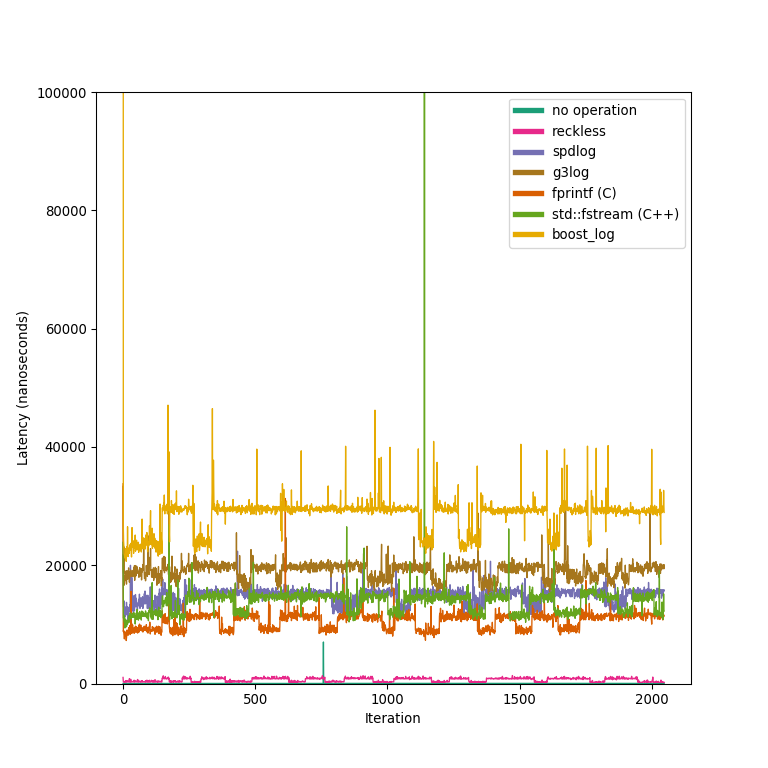 100000
80000
60000
40000
20000
0
Latency (nanoseconds)
no operation
reckless
spdlog
g3log
fprintf (C)
std::fstream (C++)
boost_log
0 500 1000 1500 2000
Iteration